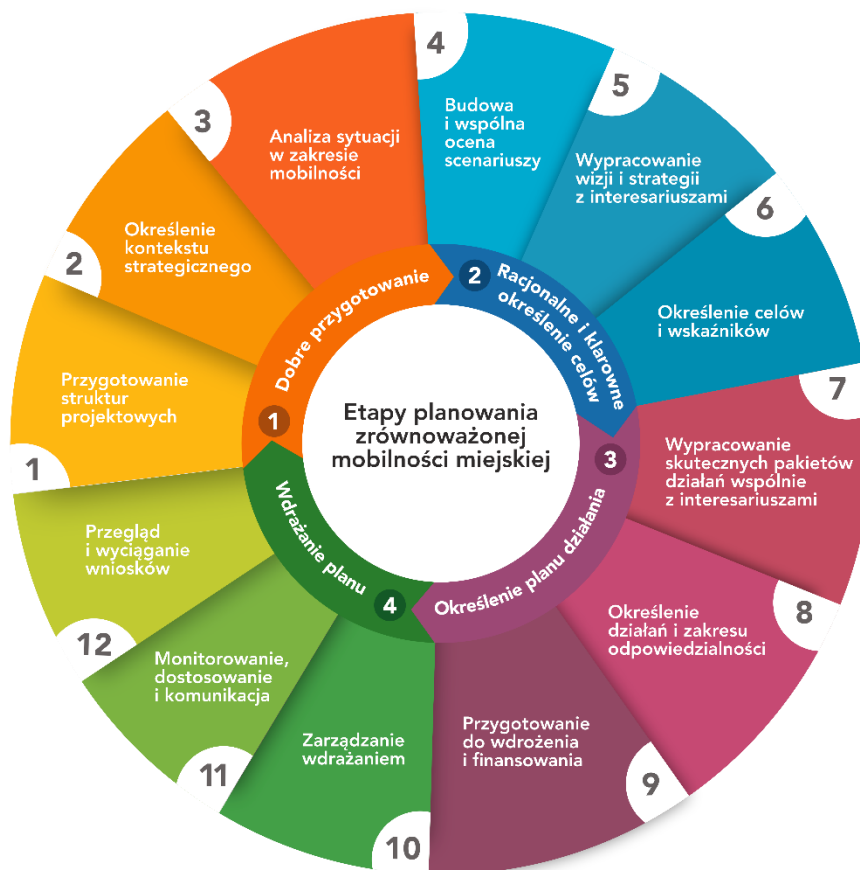 Etapy planowania
zrównoważonej
mobilności miejskiej
1
Dobre przygotowanie
2
Racjonalne i klarowne
określenie celów
3
Określenie planu działania
4
Wdrażanie planu
1
Przygotowanie
struktur
projektowych
2
Określenie
kontekstu
strategicznego
3
Analiza sytuacji
w zakresie
mobilności
4
Budowa
i wspólna
ocena
scenariuszy
5
Wypracowanie
wizji i strategii
z interesariuszami
6
Określenie celów
i wskaźników
7
Wypracowanie
skutecznych pakietów
działań wspólnie
z interesariuszami
8
Określenie
działań i zakresu
odpowiedzialności
9
Przygotowanie
do wdrożenia
i finansowania
10
Zarządzanie
wdrażaniem
11
Monitorowanie,
dostosowanie
i komunikacja
12
Przegląd
i wyciąganie
wniosków